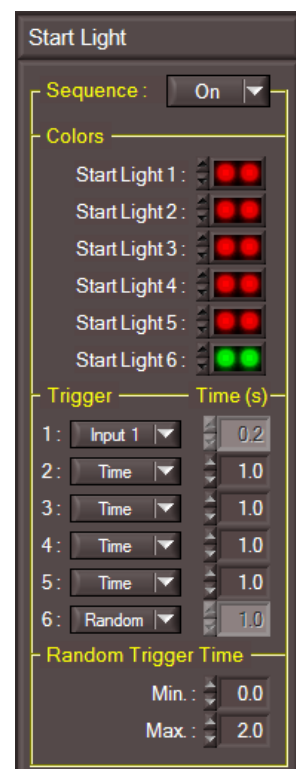 Start Light
Sequence : On
Colors
Start Light 1 :
Start Light 2 :
Start Light 3 :
Start Light 4 :
Start Light 5 :
Start Light 6 :
Trigger Time (s)
1 : Input 1 0.2
2 : Time 1.0
3 : Time 1.0
4 : Time 1.0
5 : Time 1.0
6 : Random 1.0
Random Trigger Time
Min. : 0.0
Max. : 2.0